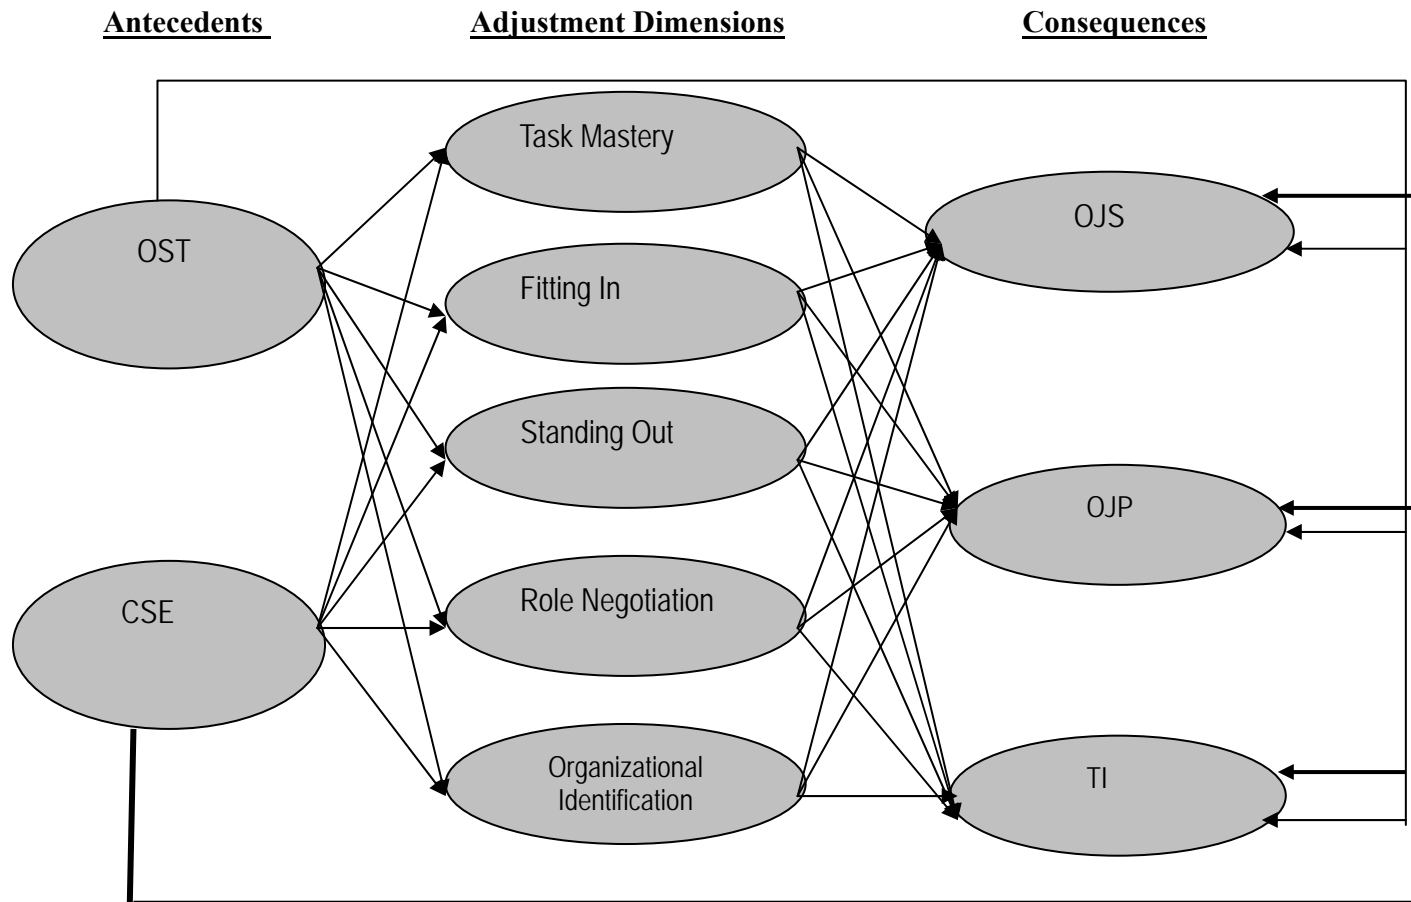 Antecedents
Adjustment Dimensions
Consequences
Task Mastery
OST
OJS
Fitting In
Standing Out
OJP
CSE
Role Negotiation
Organizational
Identification
TI